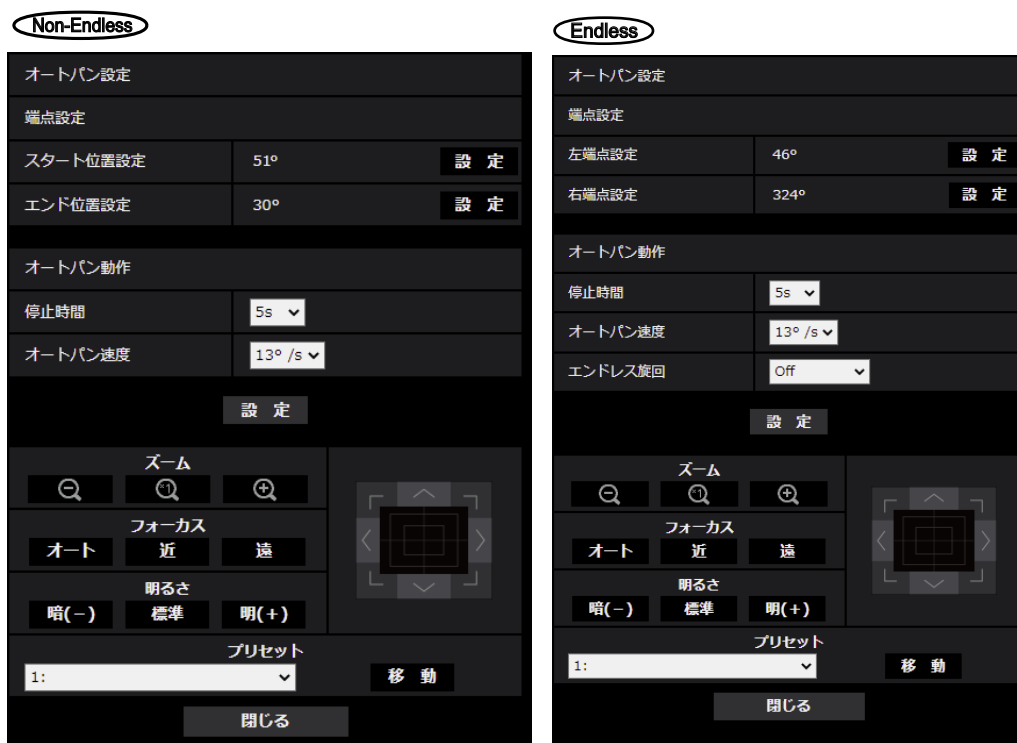 Non-Endless
オートパン設定
端点設定
スタート位置設定 51° 設 定
エンド位置設定 30° 設 定
オートパン動作
停止時間 5s
オートパン速度 13° /s
設 定
ズーム
×1
フォーカス
オート 近 遠
明るさ
暗(−) 標準 明(+)
プリセット
1: 移 動
閉じる
Endless
オートパン設定
端点設定
左端点設定 46° 設 定
右端点設定 324° 設 定
オートパン動作
停止時間 5s
オートパン速度 13° /s
エンドレス旋回 Off
設 定
ズーム
×1
フォーカス
オート 近 遠
明るさ
暗(−) 標準 明(+)
プリセット
1: 移 動
閉じる